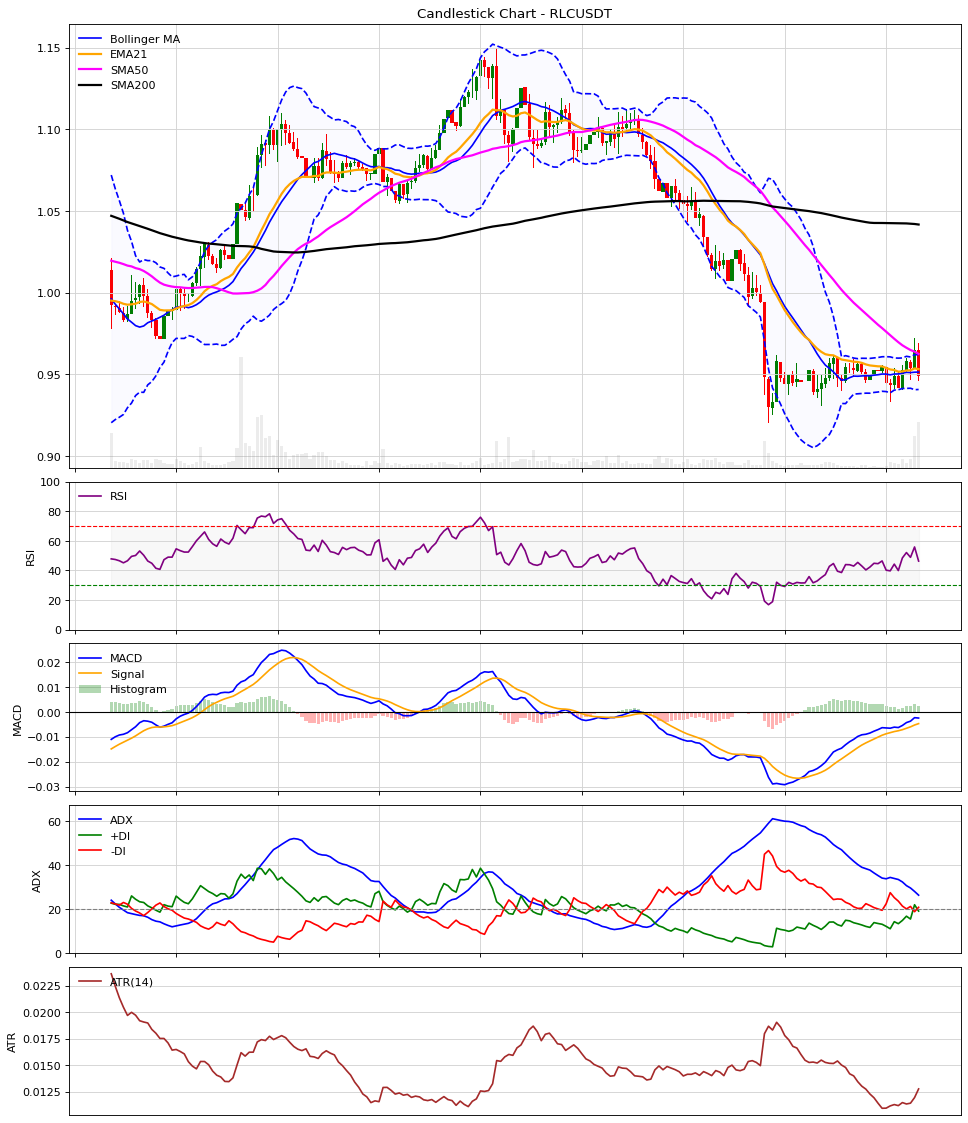 Candlestick Chart - RLCUSDT
Bollinger MA
EMA21
SMA50
SMA200
1.15
1.10
1.05
1.00
0.95
0.90
RSI
RSI
100
80
60
40
20
0
MACD
Signal
Histogram
MACD
0.02
0.01
0.00
−0.01
−0.02
−0.03
ADX
+DI
-DI
ADX
60
40
20
0
ATR(14)
ATR
0.0225
0.0200
0.0175
0.0150
0.0125